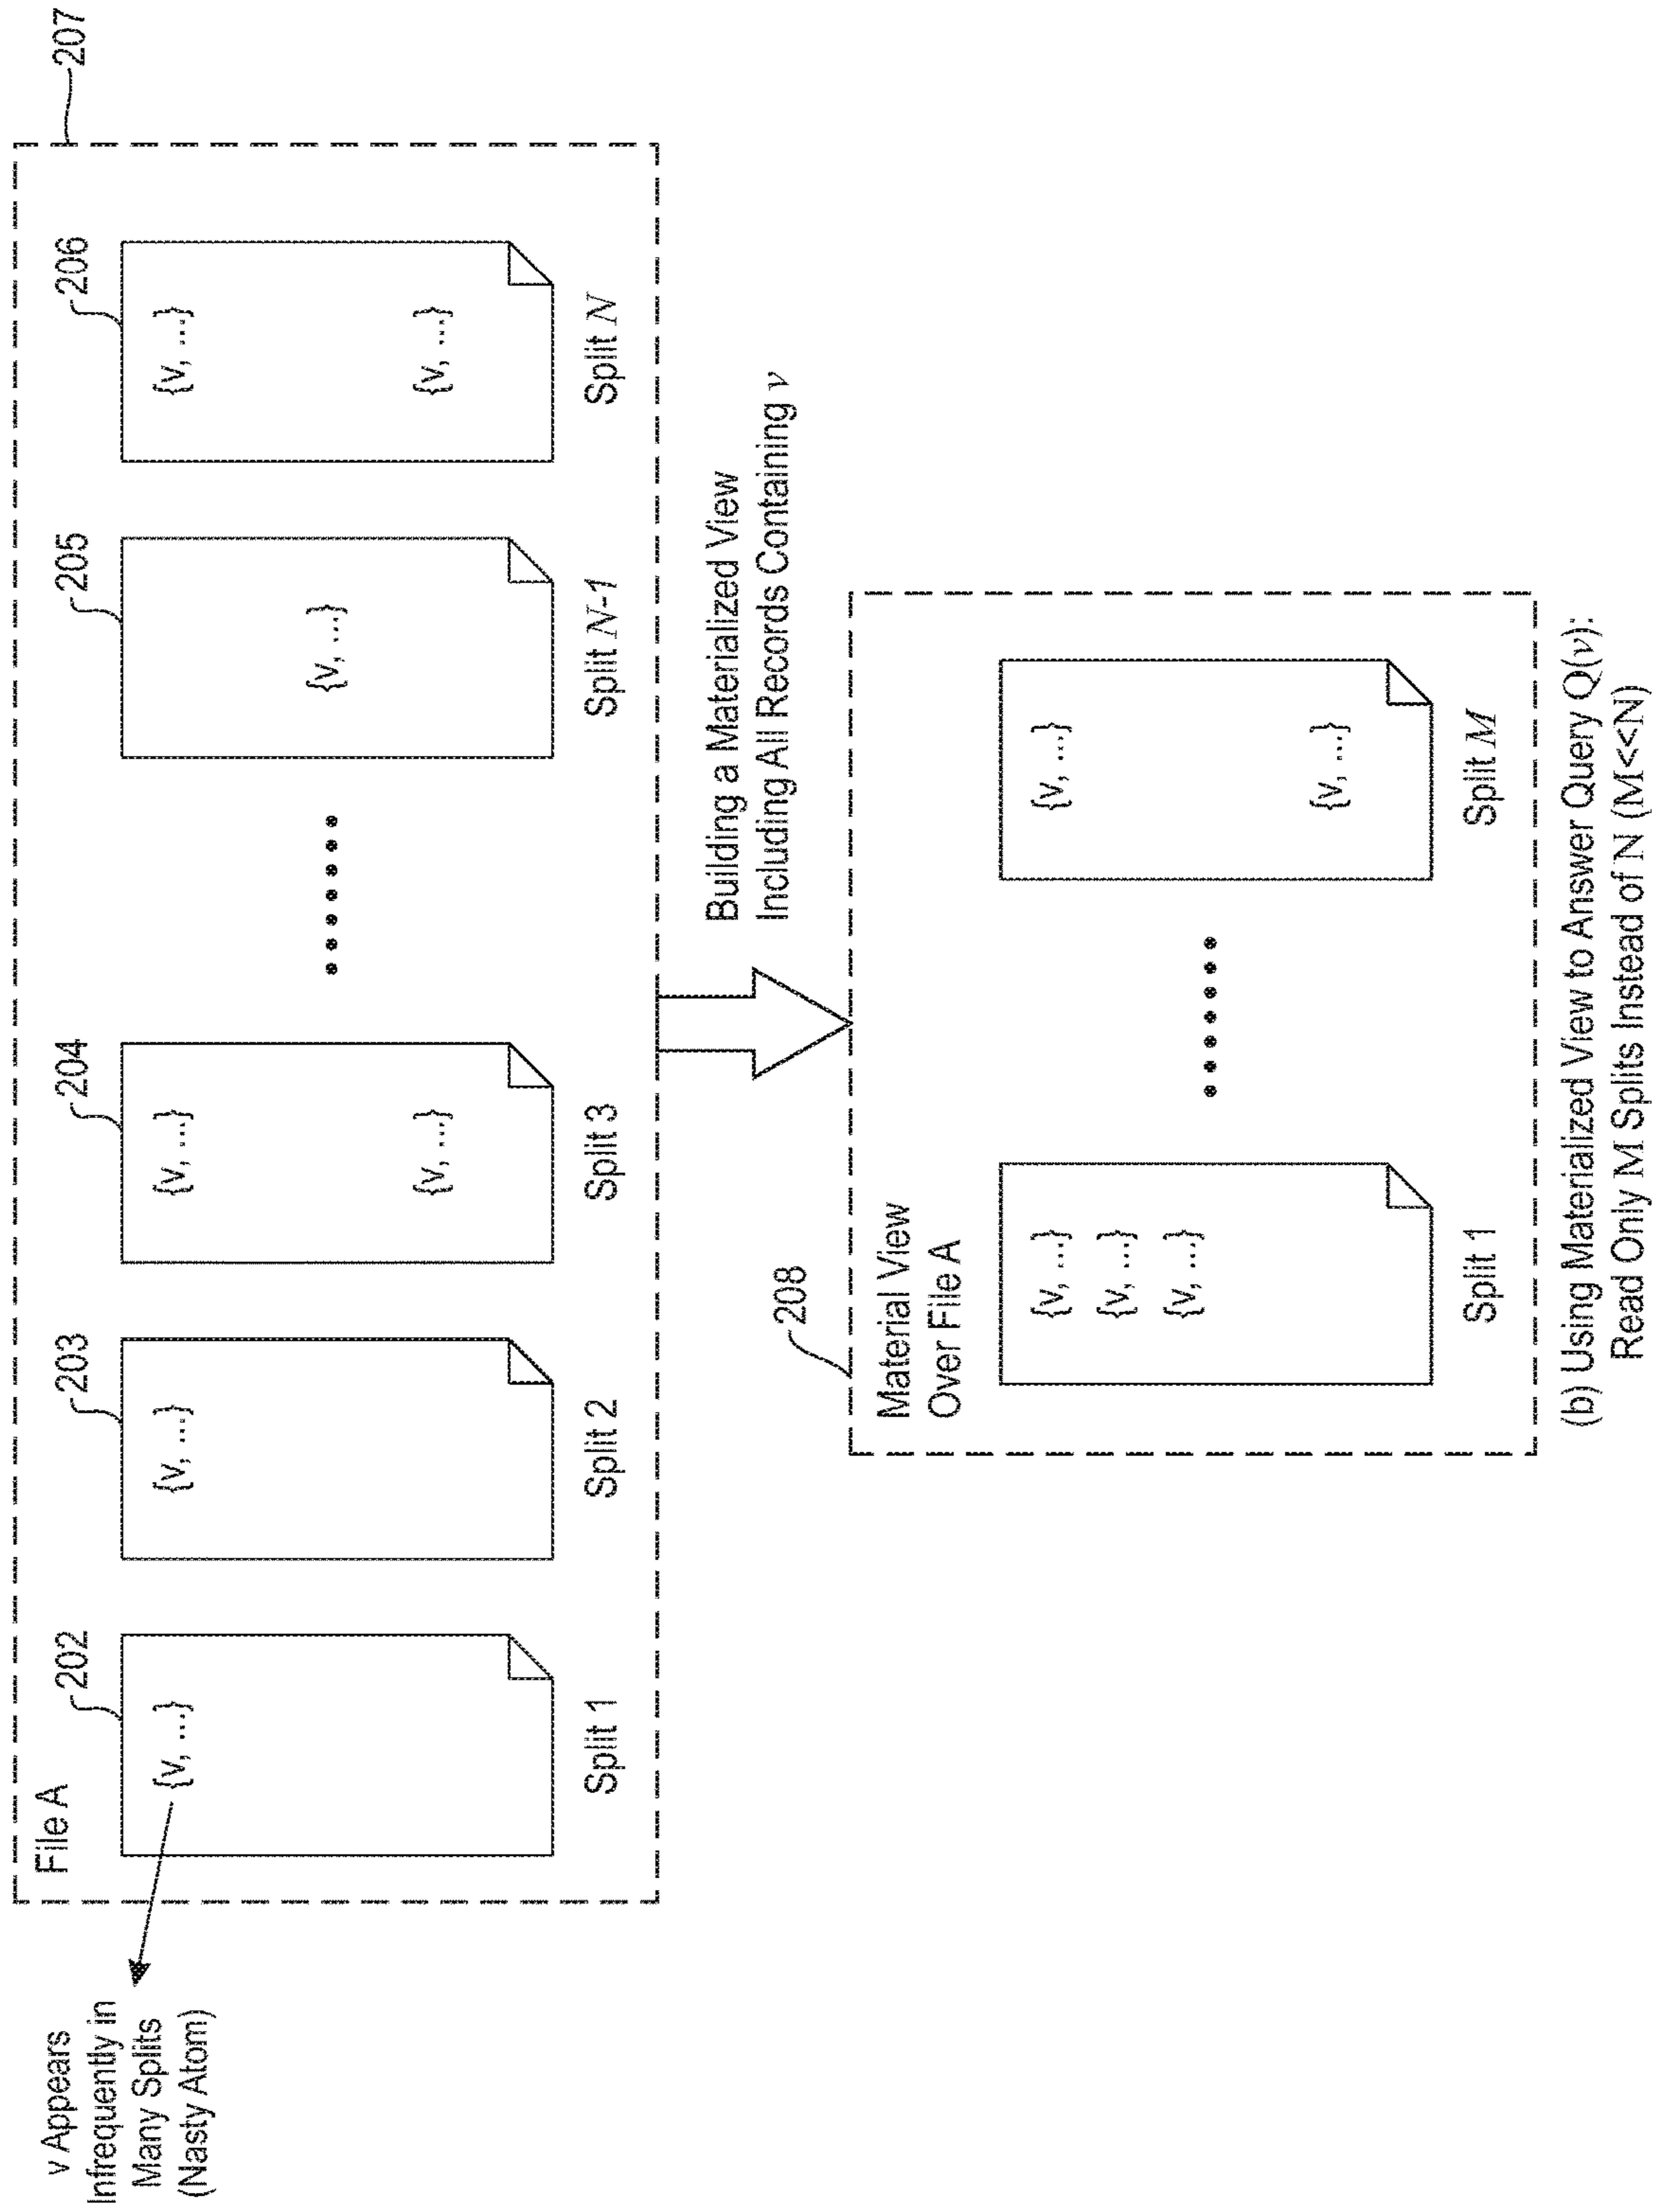 207
File A
202
203
204
205
206
v Appears
Infrequently in
Many Splits
(Nasty Atom)
{v, ...}
{v, ...}
{v, ...}
{v, ...}
{v, ...}
{v, ...}
{v, ...}
Split 1
Split 2
Split 3
Split N-1
Split N
Building a Materialized View
Including All Records Containing v
208
Material View
Over File A
{v, ...}
{v, ...}
{v, ...}
{v, ...}
{v, ...}
Split 1
Split M
(b) Using Materialized View to Answer Query Q(v):
Read Only M Splits Instead of N (M<<N)